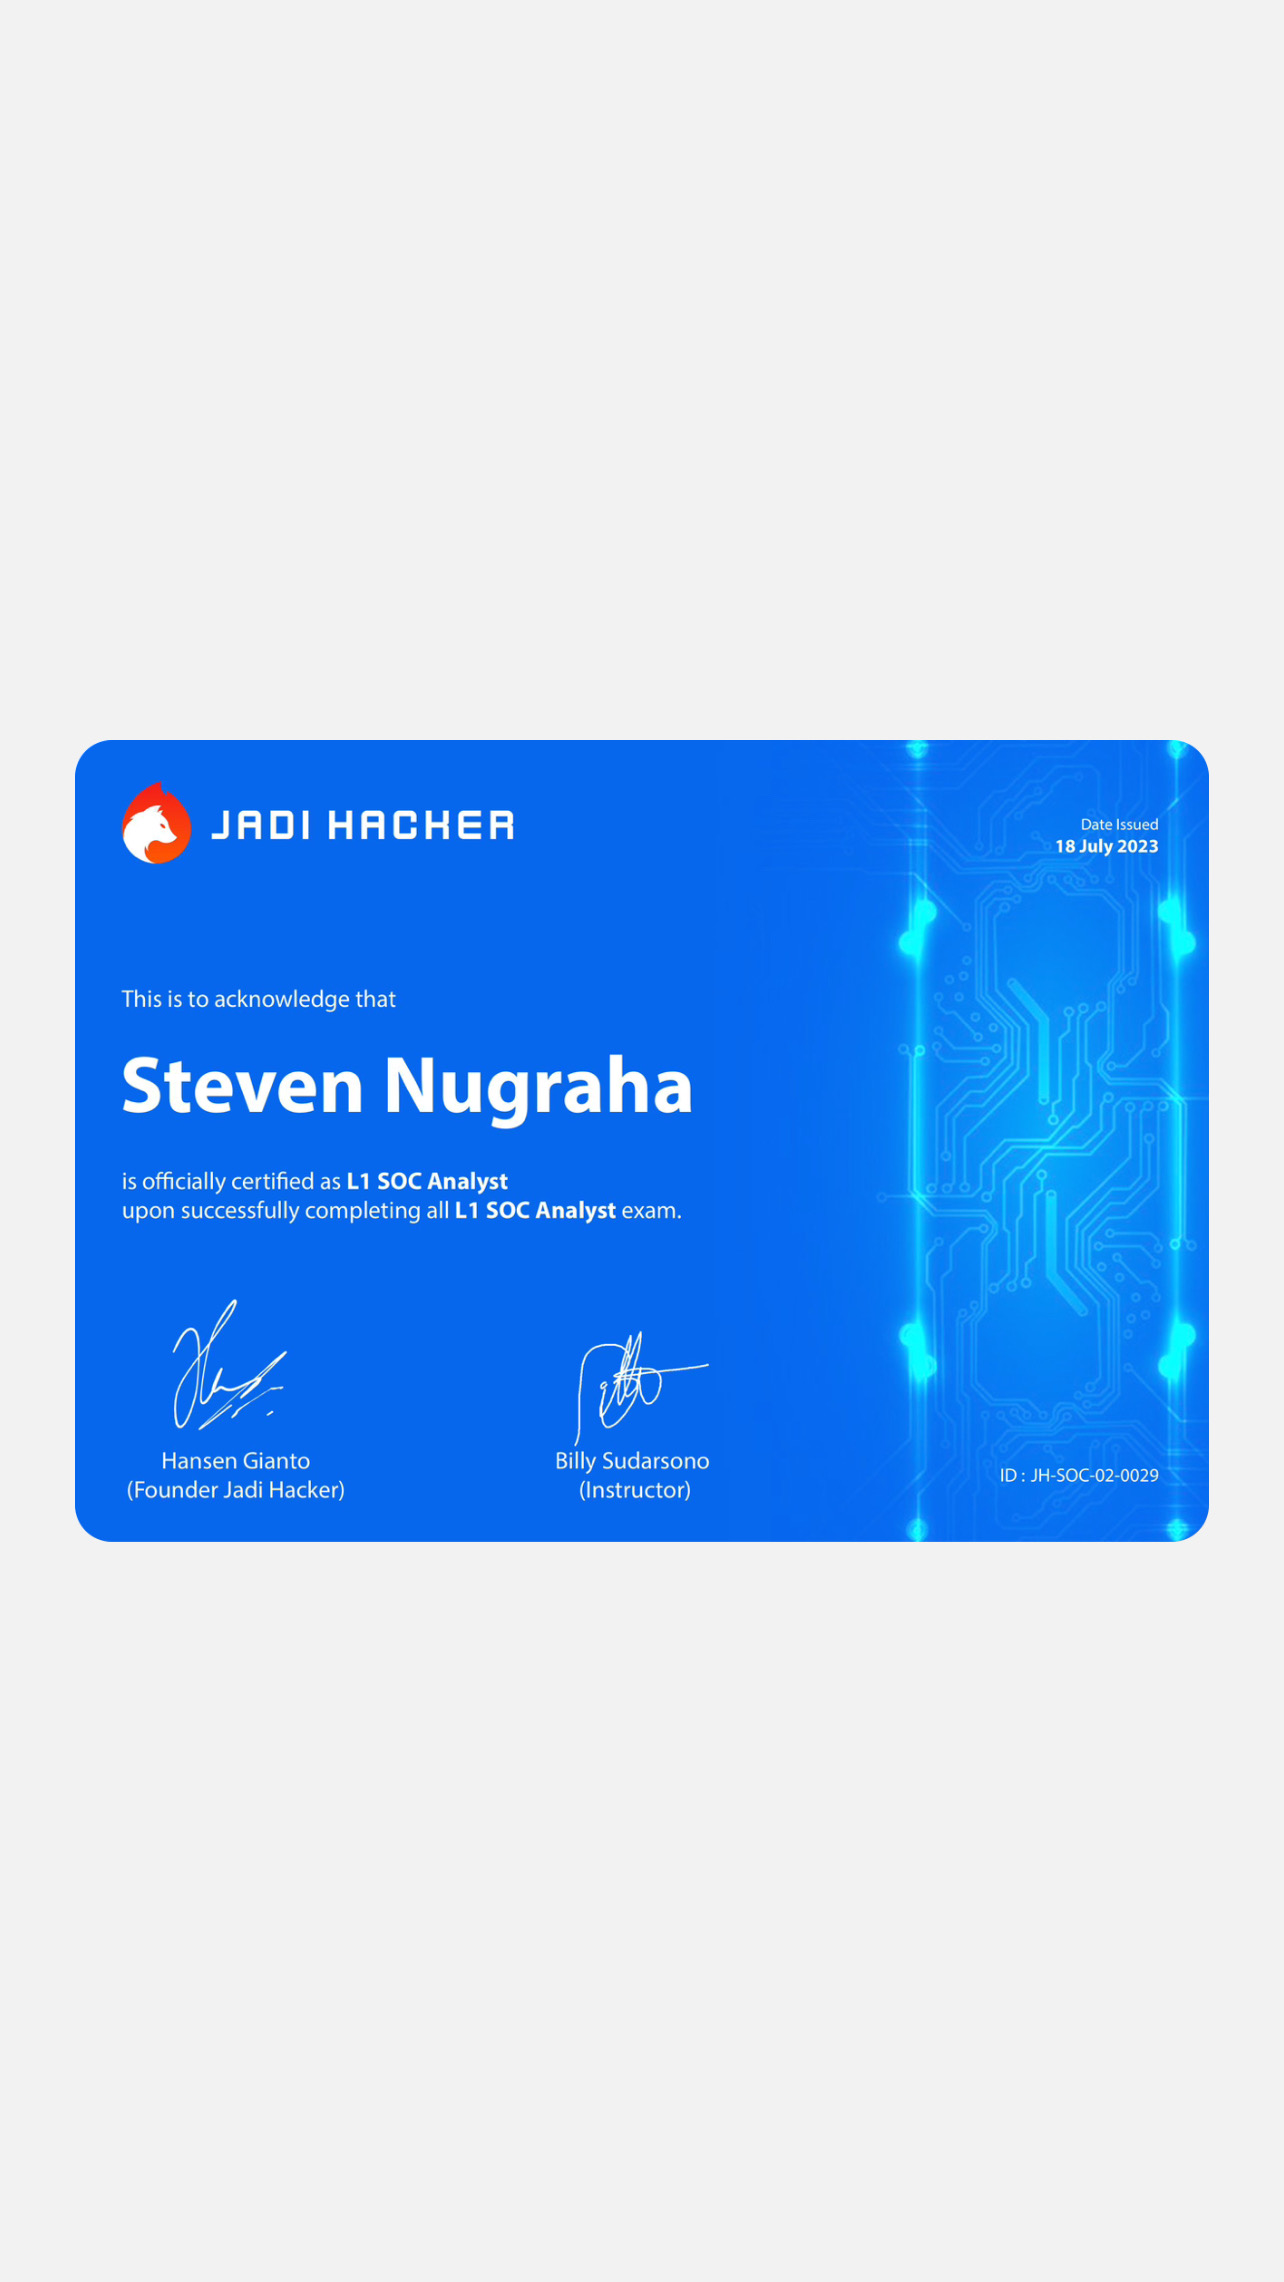 JADI HACKER
Date Issued
18 July 2023
This is to acknowledge that
Steven Nugraha
is officially certified as L1 SOC Analyst
upon successfully completing all L1 SOC Analyst exam.
Hansen Gianto
(Founder Jadi Hacker)
Billy Sudarsono
(Instructor)
ID : JH-SOC-02-0029